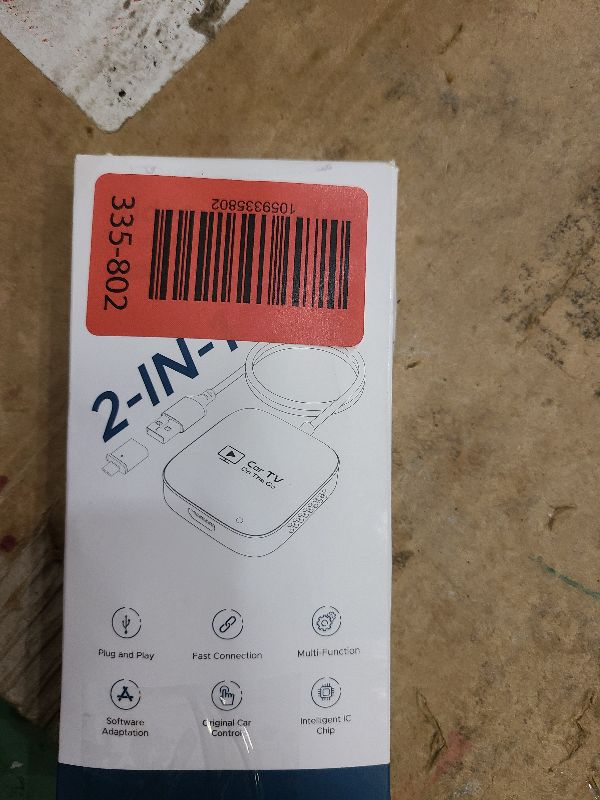 335-802
1059335802
2-IN-1
Car TV
On The Go
Plug and Play
Fast Connection
Multi-Function
Software
Adaptation
Original Car
Control
Intelligent IC
Chip